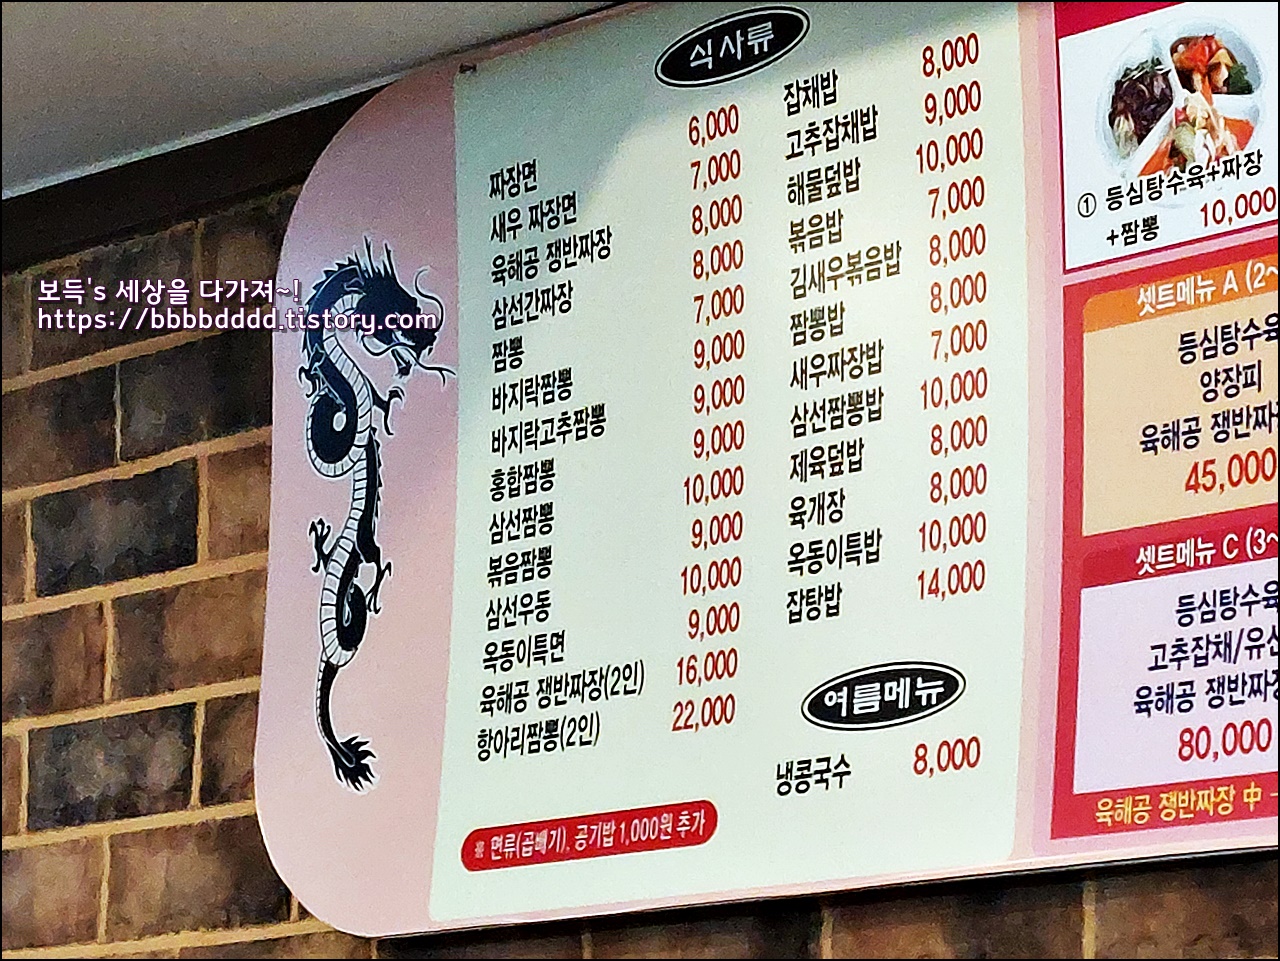 식사류
짜장면 6,000
새우 짜장면 7,000
육해공 쟁반짜장 8,000
삼선간짜장 8,000
짬뽕 7,000
바지락짬뽕 9,000
바지락고추짬뽕 9,000
홍합짬뽕 9,000
삼선짬뽕 10,000
볶음짬뽕 9,000
삼선우동 10,000
옥동이특면 9,000
육해공 쟁반짜장(2인) 16,000
항아리짬뽕(2인) 22,000
※ 면류(곱배기), 공기밥 1,000원 추가
잡채밥 8,000
고추잡채밥 9,000
해물덮밥 10,000
볶음밥 7,000
김새우볶음밥 8,000
짬뽕밥 8,000
새우짜장밥 7,000
삼선짬뽕밥 10,000
제육덮밥 8,000
육개장 8,000
옥동이특밥 10,000
잡탕밥 14,000
여름메뉴
냉콩국수 8,000
① 등심탕수육+짜장
+짬뽕 10,000
셋트메뉴 A (2~
등심탕수육
양장피
육해공 쟁반짜
45,000
셋트메뉴 C (3~
등심탕수육
고추잡채/유산
육해공 쟁반짜장
80,000
육해공 쟁반짜장 中
보득's 세상을 다가져~!
https://bbbbdddd.tistory.com